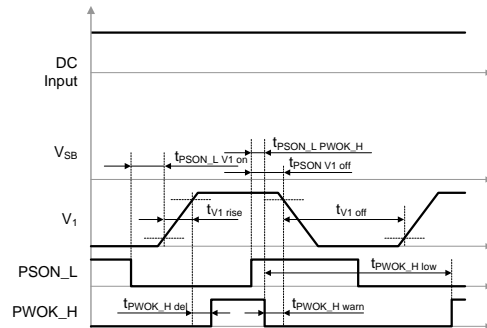 DC
Input
VSB
tPSON_L PWOK_H
tPSON_L V1 on
tPSON V1 off
V1
tV1 rise
tV1 off
PSON_L
tPWOK_H low
PWOK_H
tPWOK_H del
tPWOK_H warn